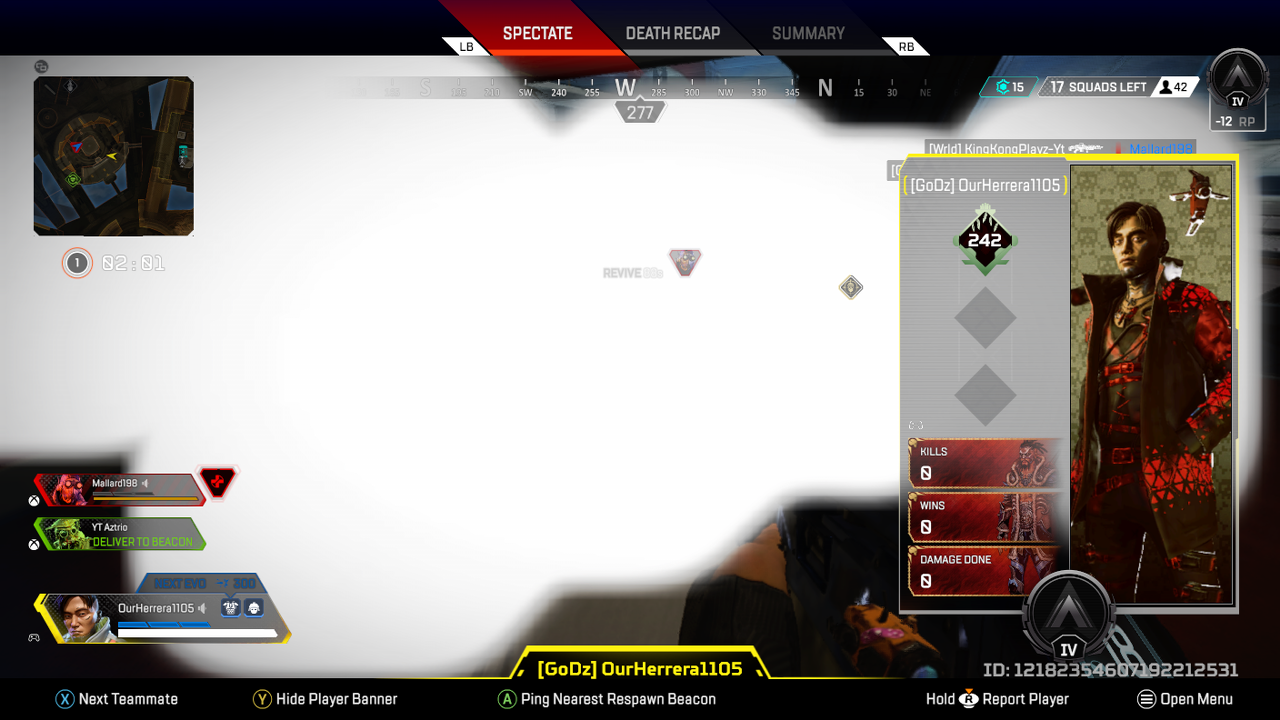 LB
SPECTATE
DEATH RECAP
SUMMARY
RB
S
210
SW
240
255
W
285
300
NW
330
345
N
15
30
NE
277
15
17 SQUADS LEFT
42
IV
-12 RP
[Wrld] KingKongPlayz-Yt
Mallard198
[GoDz] OurHerrera1105
242
1
02:01
REVIVE
KILLS
0
WINS
0
DAMAGE DONE
0
IV
Mallard198
YT Aztrio
DELIVER TO BEACON
NEXT EVO
300
OurHerrera1105
[GoDz] OurHerrera1105
ID: 12182354607192212531
X Next Teammate
Y Hide Player Banner
A Ping Nearest Respawn Beacon
Hold R Report Player
Open Menu